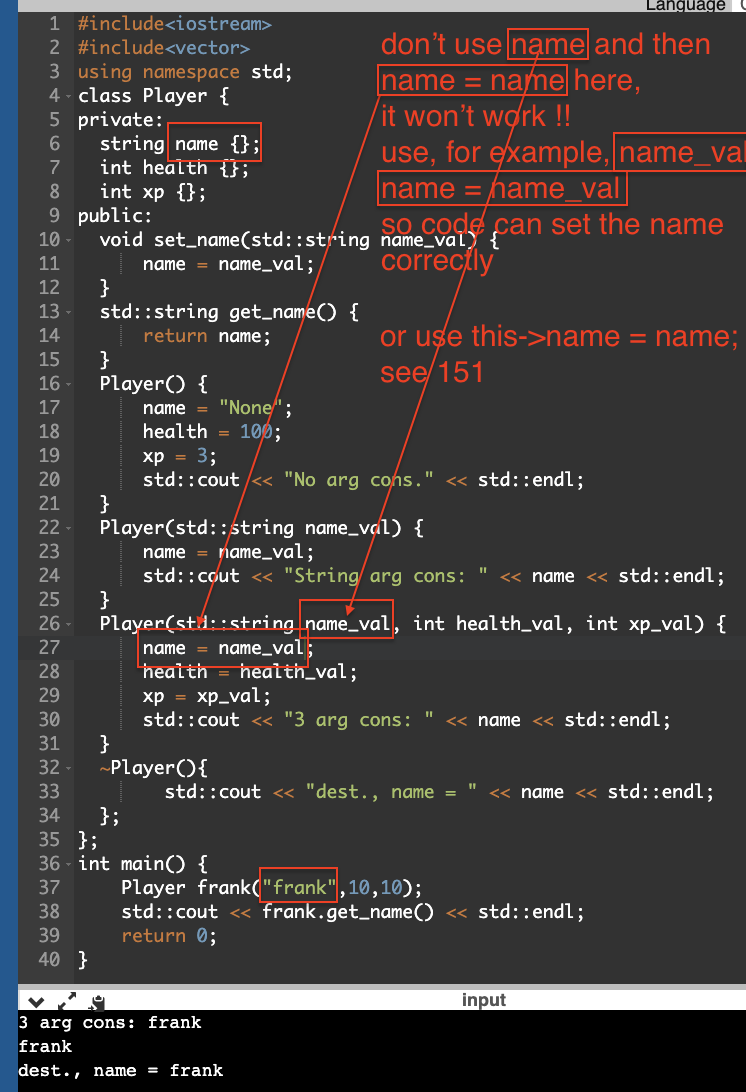 Language
1 #include<iostream>
2 #include<vector>
3 using namespace std;
4 class Player {
5 private:
6 string name {};
7 int health {};
8 int xp {};
9 public:
10 void set_name(std::string name_val) {
11 name = name_val;
12 }
13 std::string get_name() {
14 return name;
15 }
16 Player() {
17 name = "None";
18 health = 100;
19 xp = 3;
20 std::cout << "No arg cons." << std::endl;
21 }
22 Player(std::string name_val) {
23 name = name_val;
24 std::cout << "String arg cons: " << name << std::endl;
25 }
26 Player(std::string name_val, int health_val, int xp_val) {
27 name = name_val;
28 health = health_val;
29 xp = xp_val;
30 std::cout << "3 arg cons: " << name << std::endl;
31 }
32 ~Player(){
33 std::cout << "dest., name = " << name << std::endl;
34 };
35 };
36 int main() {
37 Player frank("frank",10,10);
38 std::cout << frank.get_name() << std::endl;
39 return 0;
40 }
don't use name and then
name = name here,
it won't work !!
use, for example, name_val
name = name_val
so code can set the name
correctly
or use this->name = name;
see 151
input
3 arg cons: frank
frank
dest., name = frank